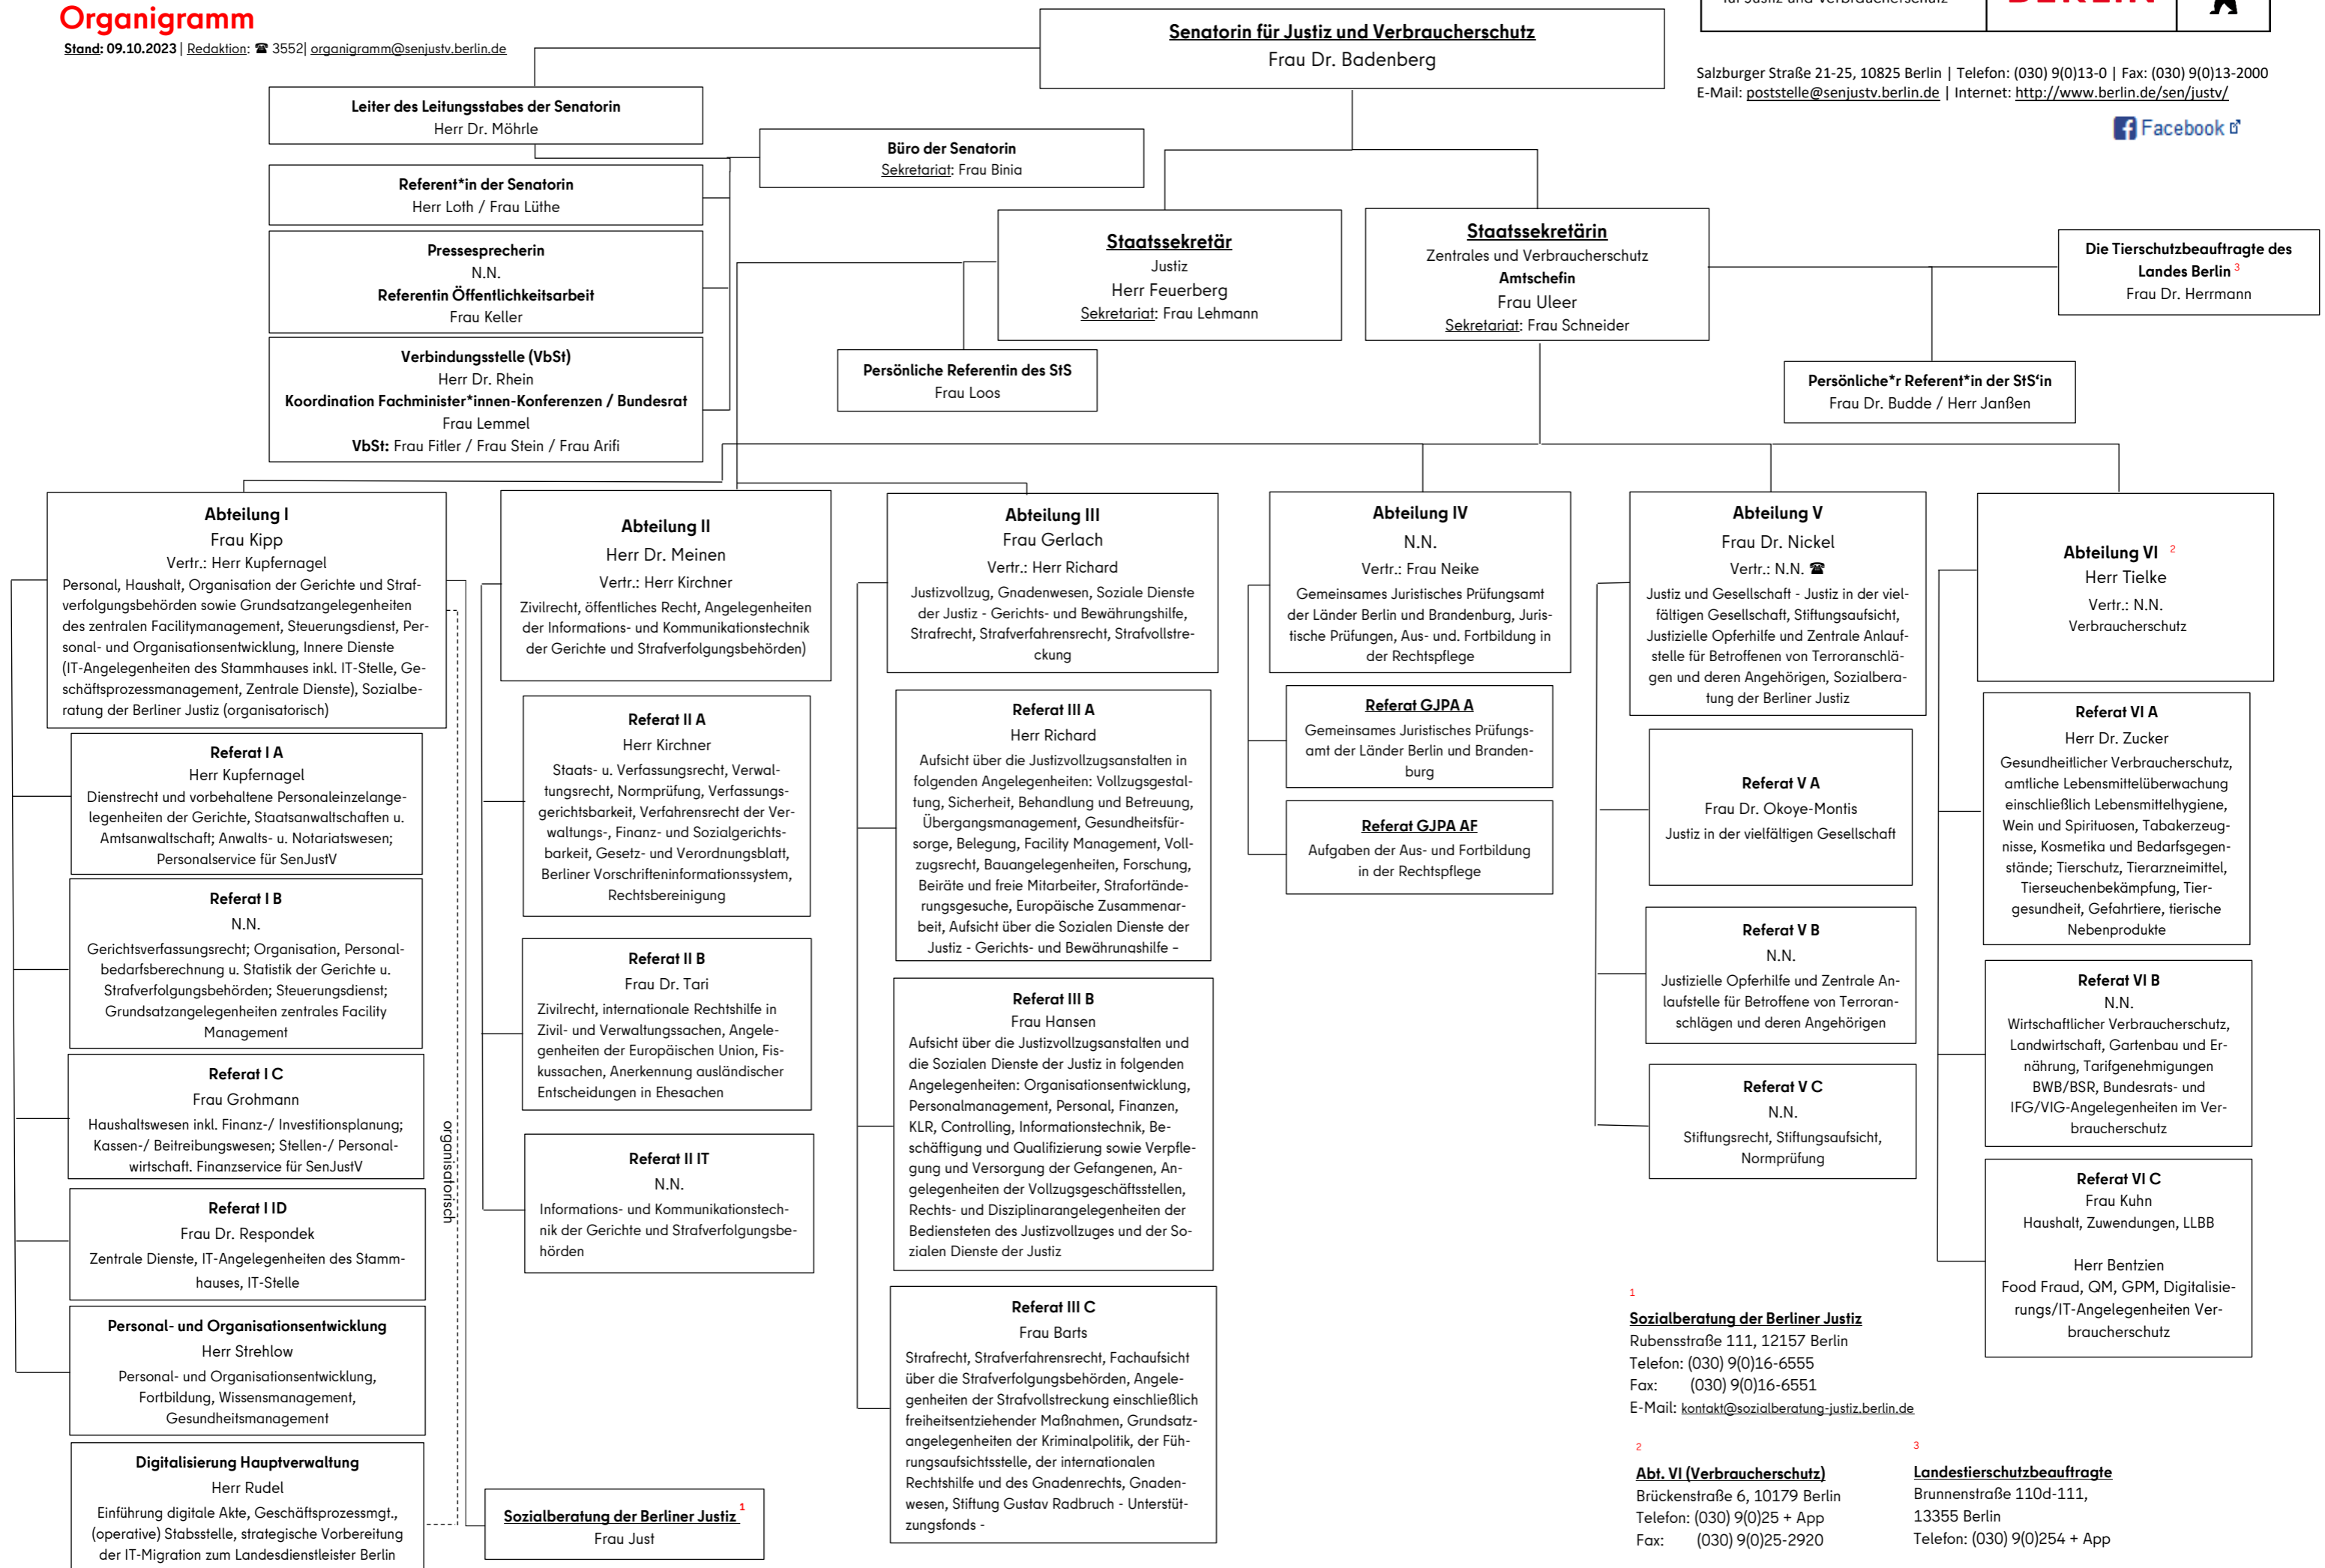 Organigramm
Stand: 09.10.2023 | Redaktion: ☎ 3552| organigramm@senjustv.berlin.de
Senatorin für Justiz und Verbraucherschutz
Frau Dr. Badenberg
für Justiz und Verbraucherschutz
BERLIN
Salzburger Straße 21-25, 10825 Berlin | Telefon: (030) 9(0)13-0 | Fax: (030) 9(0)13-2000
E-Mail: poststelle@senjustv.berlin.de | Internet: http://www.berlin.de/sen/justv/
Facebook
Leiter des Leitungsstabes der Senatorin
Herr Dr. Möhrle
Büro der Senatorin
Sekretariat: Frau Binia
Referent*in der Senatorin
Herr Loth / Frau Lüthe
Pressesprecherin
N.N.
Referentin Öffentlichkeitsarbeit
Frau Keller
Verbindungsstelle (VbSt)
Herr Dr. Rhein
Koordination Fachminister*innen-Konferenzen / Bundesrat
Frau Lemmel
VbSt: Frau Fitler / Frau Stein / Frau Arifi
Staatssekretär
Justiz
Herr Feuerberg
Sekretariat: Frau Lehmann
Persönliche Referentin des StS
Frau Loos
Staatssekretärin
Zentrales und Verbraucherschutz
Amtschefin
Frau Uleer
Sekretariat: Frau Schneider
Die Tierschutzbeauftragte des
Landes Berlin 3
Frau Dr. Herrmann
Persönliche*r Referent*in der StS‘in
Frau Dr. Budde / Herr Janßen
Abteilung I
Frau Kipp
Vertr.: Herr Kupfernagel
Personal, Haushalt, Organisation der Gerichte und Straf-
verfolgungsbehörden sowie Grundsatzangelegenheiten
des zentralen Facilitymanagement, Steuerungsdienst, Per-
sonal- und Organisationsentwicklung, Innere Dienste
(IT-Angelegenheiten des Stammhauses inkl. IT-Stelle, Ge-
schäftsprozessmanagement, Zentrale Dienste), Sozialbe-
ratung der Berliner Justiz (organisatorisch)
Referat I A
Herr Kupfernagel
Dienstrecht und vorbehaltene Personaleinzelange-
legenheiten der Gerichte, Staatsanwaltschaften u.
Amtsanwaltschaft; Anwalts- u. Notariatswesen;
Personalservice für SenJustV
Referat I B
N.N.
Gerichtsverfassungsrecht; Organisation, Personal-
bedarfsberechnung u. Statistik der Gerichte u.
Strafverfolgungsbehörden; Steuerungsdienst;
Grundsatzangelegenheiten zentrales Facility
Management
Referat I C
Frau Grohmann
Haushaltswesen inkl. Finanz-/ Investitionsplanung;
Kassen-/ Beitreibungswesen; Stellen-/ Personal-
wirtschaft. Finanzservice für SenJustV
Referat I ID
Frau Dr. Respondek
Zentrale Dienste, IT-Angelegenheiten des Stamm-
hauses, IT-Stelle
Personal- und Organisationsentwicklung
Herr Strehlow
Personal- und Organisationsentwicklung,
Fortbildung, Wissensmanagement,
Gesundheitsmanagement
Digitalisierung Hauptverwaltung
Herr Rudel
Einführung digitale Akte, Geschäftsprozessmgt.,
(operative) Stabsstelle, strategische Vorbereitung
der IT-Migration zum Landesdienstleister Berlin
organisatorisch
Sozialberatung der Berliner Justiz 1
Frau Just
Abteilung II
Herr Dr. Meinen
Vertr.: Herr Kirchner
Zivilrecht, öffentliches Recht, Angelegenheiten
der Informations- und Kommunikationstechnik
der Gerichte und Strafverfolgungsbehörden)
Referat II A
Herr Kirchner
Staats- u. Verfassungsrecht, Verwal-
tungsrecht, Normprüfung, Verfassungs-
gerichtsbarkeit, Verfahrensrecht der Ver-
waltungs-, Finanz- und Sozialgerichts-
barkeit, Gesetz- und Verordnungsblatt,
Berliner Vorschrifteninformationssystem,
Rechtsbereinigung
Referat II B
Frau Dr. Tari
Zivilrecht, internationale Rechtshilfe in
Zivil- und Verwaltungssachen, Angele-
genheiten der Europäischen Union, Fis-
kussachen, Anerkennung ausländischer
Entscheidungen in Ehesachen
Referat II IT
N.N.
Informations- und Kommunikationstech-
nik der Gerichte und Strafverfolgungsbe-
hörden
Abteilung III
Frau Gerlach
Vertr.: Herr Richard
Justizvollzug, Gnadenwesen, Soziale Dienste
der Justiz - Gerichts- und Bewährungshilfe,
Strafrecht, Strafverfahrensrecht, Strafvollstre-
ckung
Referat III A
Herr Richard
Aufsicht über die Justizvollzugsanstalten in
folgenden Angelegenheiten: Vollzugsgestal-
tung, Sicherheit, Behandlung und Betreuung,
Übergangsmanagement, Gesundheitsfür-
sorge, Belegung, Facility Management, Voll-
zugsrecht, Bauangelegenheiten, Forschung,
Beiräte und freie Mitarbeiter, Strafortände-
rungsgesuche, Europäische Zusammenar-
beit, Aufsicht über die Sozialen Dienste der
Justiz - Gerichts- und Bewährungshilfe –
Referat III B
Frau Hansen
Aufsicht über die Justizvollzugsanstalten und
die Sozialen Dienste der Justiz in folgenden
Angelegenheiten: Organisationsentwicklung,
Personalmanagement, Personal, Finanzen,
KLR, Controlling, Informationstechnik, Be-
schäftigung und Qualifizierung sowie Verpfle-
gung und Versorgung der Gefangenen, An-
gelegenheiten der Vollzugsgeschäftsstellen,
Rechts- und Disziplinarangelegenheiten der
Bediensteten des Justizvollzuges und der So-
zialen Dienste der Justiz
Referat III C
Frau Barts
Strafrecht, Strafverfahrensrecht, Fachaufsicht
über die Strafverfolgungsbehörden, Angele-
genheiten der Strafvollstreckung einschließlich
freiheitsentziehender Maßnahmen, Grundsatz-
angelegenheiten der Kriminalpolitik, der Füh-
rungsaufsichtsstelle, der internationalen
Rechtshilfe und des Gnadenrechts, Gnaden-
wesen, Stiftung Gustav Radbruch - Unterstüt-
zungsfonds -
Abteilung IV
N.N.
Vertr.: Frau Neike
Gemeinsames Juristisches Prüfungsamt
der Länder Berlin und Brandenburg, Juris-
tische Prüfungen, Aus- und. Fortbildung in
der Rechtspflege
Referat GJPA A
Gemeinsames Juristisches Prüfungs-
amt der Länder Berlin und Branden-
burg
Referat GJPA AF
Aufgaben der Aus- und Fortbildung
in der Rechtspflege
Abteilung V
Frau Dr. Nickel
Vertr.: N.N. ☎
Justiz und Gesellschaft - Justiz in der viel-
fältigen Gesellschaft, Stiftungsaufsicht,
Justizielle Opferhilfe und Zentrale Anlauf-
stelle für Betroffenen von Terroranschlä-
gen und deren Angehörigen, Sozialbera-
tung der Berliner Justiz
Referat V A
Frau Dr. Okoye-Montis
Justiz in der vielfältigen Gesellschaft
Referat V B
N.N.
Justizielle Opferhilfe und Zentrale An-
laufstelle für Betroffene von Terroran-
schlägen und deren Angehörigen
Referat V C
N.N.
Stiftungsrecht, Stiftungsaufsicht,
Normprüfung
Abteilung VI 2
Herr Tielke
Vertr.: N.N.
Verbraucherschutz
Referat VI A
Herr Dr. Zucker
Gesundheitlicher Verbraucherschutz,
amtliche Lebensmittelüberwachung
einschließlich Lebensmittelhygiene,
Wein und Spirituosen, Tabakerzeug-
nisse, Kosmetika und Bedarfsgegen-
stände; Tierschutz, Tierarzneimittel,
Tierseuchenbekämpfung, Tier-
gesundheit, Gefahrtiere, tierische
Nebenprodukte
Referat VI B
N.N.
Wirtschaftlicher Verbraucherschutz,
Landwirtschaft, Gartenbau und Er-
nährung, Tarifgenehmigungen
BWB/BSR, Bundesrats- und
IFG/VIG-Angelegenheiten im Ver-
braucherschutz
Referat VI C
Frau Kuhn
Haushalt, Zuwendungen, LLBB
Herr Bentzien
Food Fraud, QM, GPM, Digitalisie-
rungs/IT-Angelegenheiten Ver-
braucherschutz
1
Sozialberatung der Berliner Justiz
Rubensstraße 111, 12157 Berlin
Telefon: (030) 9(0)16-6555
Fax: (030) 9(0)16-6551
E-Mail: kontakt@sozialberatung-justiz.berlin.de
2
Abt. VI (Verbraucherschutz)
Brückenstraße 6, 10179 Berlin
Telefon: (030) 9(0)25 + App
Fax: (030) 9(0)25-2920
3
Landestierschutzbeauftragte
Brunnenstraße 110d-111,
13355 Berlin
Telefon: (030) 9(0)254 + App